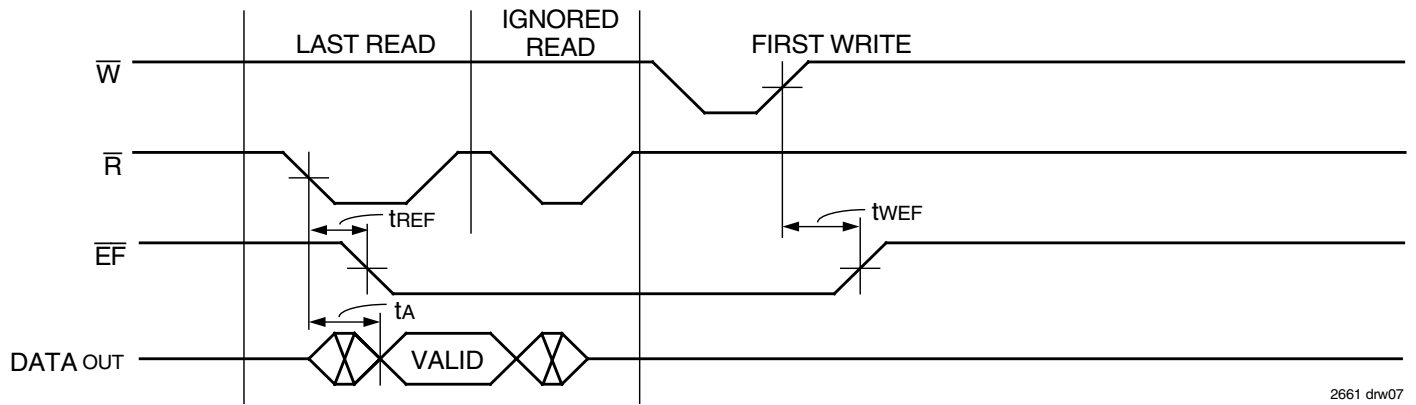 LAST READ
IGNORED
READ
FIRST WRITE
W
R
tREF
tWEF
EF
tA
DATA OUT
VALID
2661 drw07